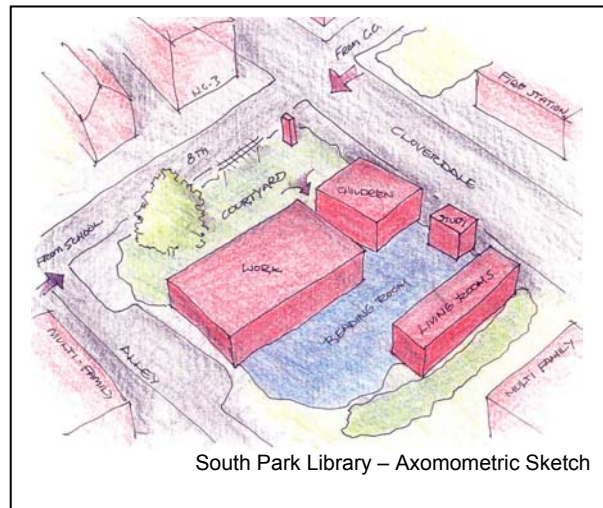 FROM C.C.
NC-3
FIRE STATION
8TH
CLOVERDALE
COURTYARD
CHILDREN
FROM SCHOOL
STUDY
WORK
LIVING ROOMS
READING ROOM
MULTI-FAMILY
ALLEY
MULTI FAMILY
South Park Library – Axomometric Sketch